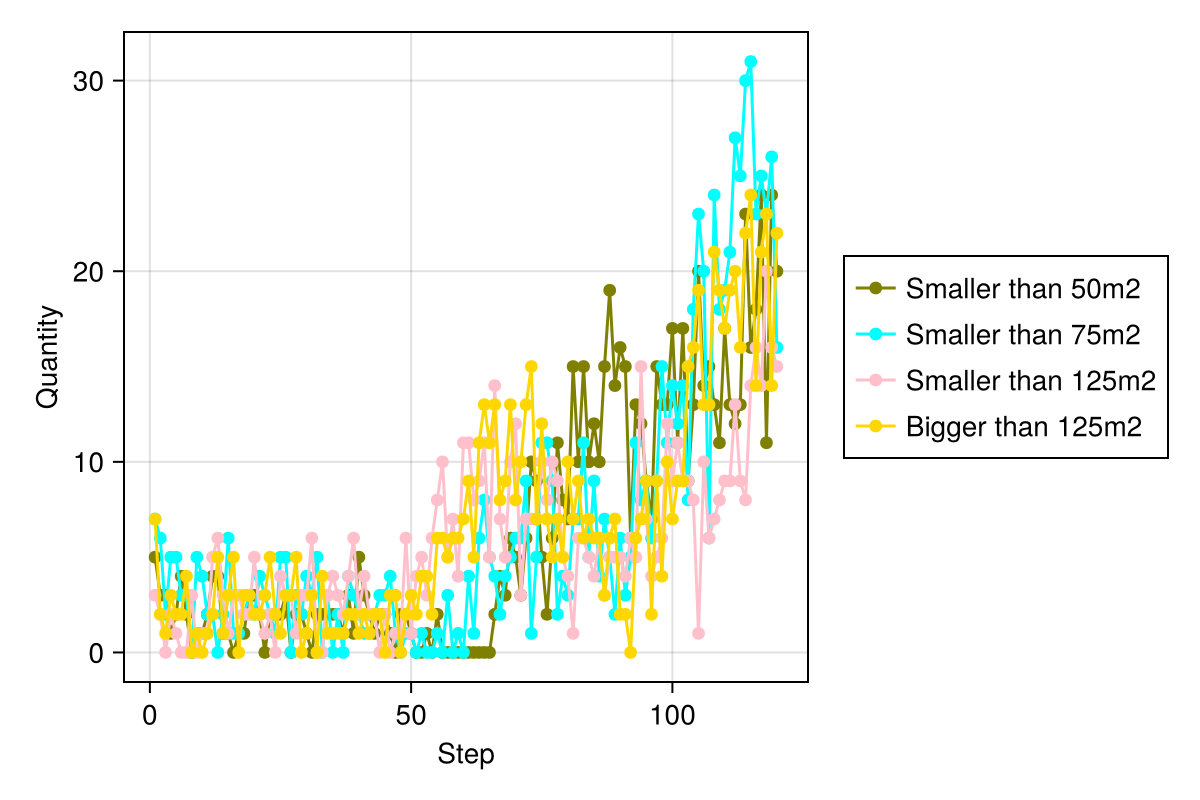 30
20
10
0
Quantity
0
50
100
Step
Smaller than 50m2
Smaller than 75m2
Smaller than 125m2
Bigger than 125m2